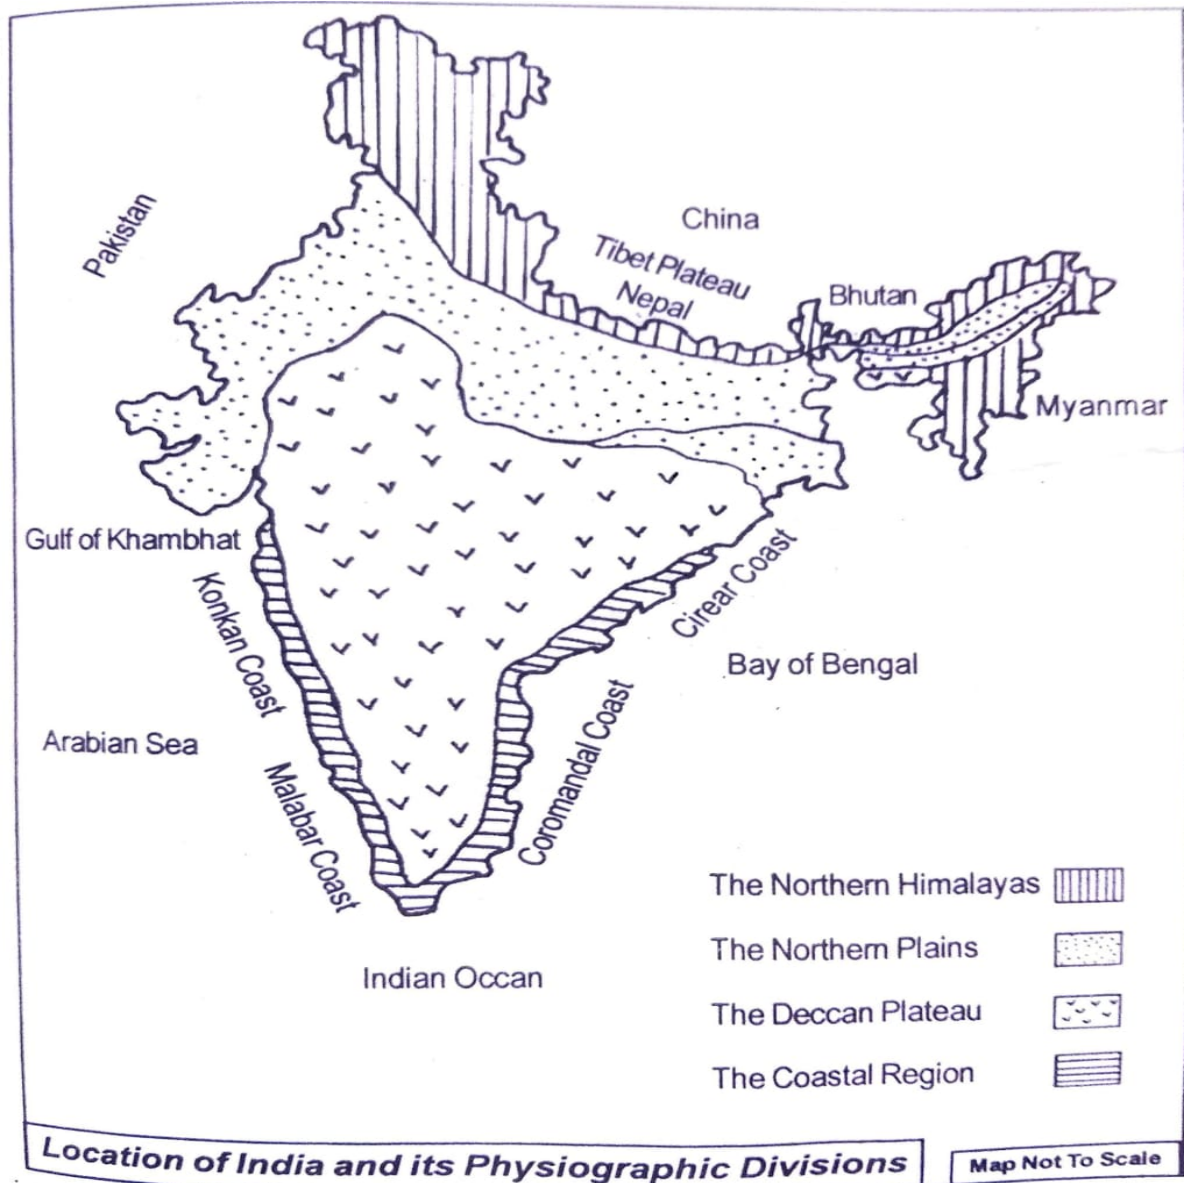 China
Pakistan
Tibet Plateau
Nepal
Bhutan
Myanmar
Gulf of Khambhat
Konkan Coast
Cirear Coast
Bay of Bengal
Arabian Sea
Coromandal Coast
Malabar Coast
The Northern Himalayas
The Northern Plains
Indian Occan
The Deccan Plateau
The Coastal Region
Location of India and its Physiographic Divisions
Map Not To Scale